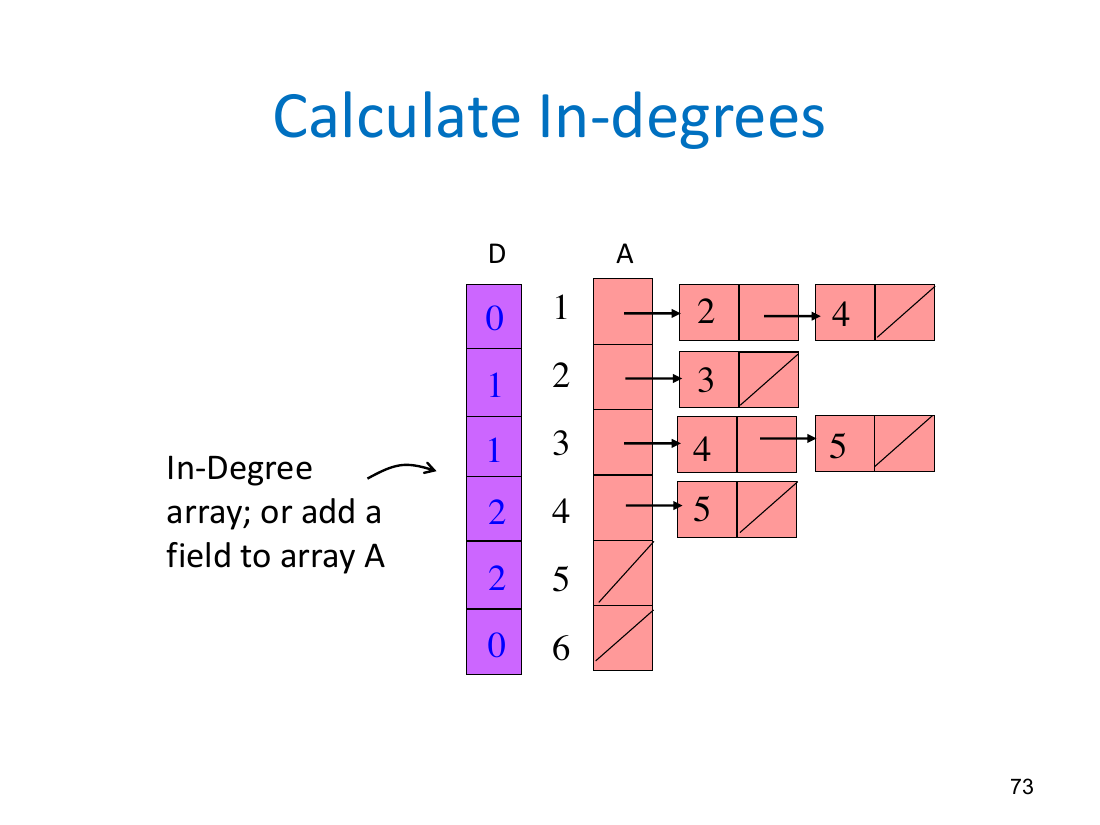 Calculate In-degrees
D A
0 1 2 4
1 2 3
1 3 4 5
In-Degree
array; or add a
field to array A
2 4 5
2 5
0 6
73